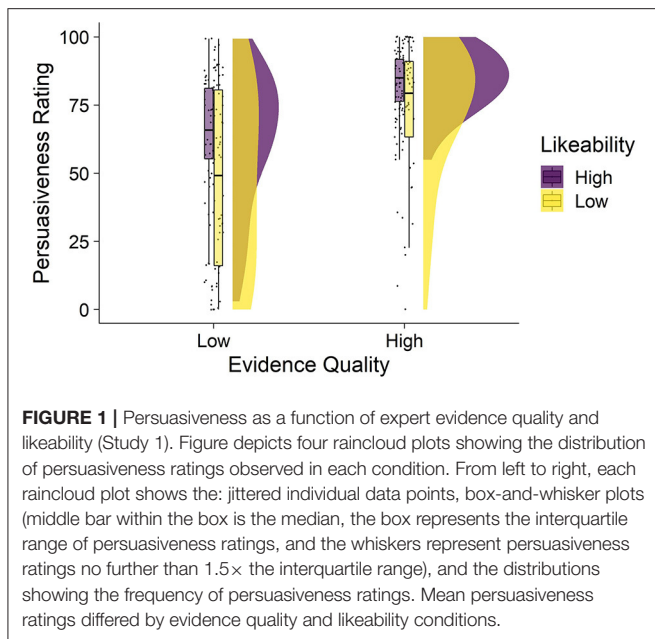 100
75
50
25
0
Persuasiveness Rating
Low
High
Evidence Quality
Likeability
High
Low
FIGURE 1 | Persuasiveness as a function of expert evidence quality and
likeability (Study 1). Figure depicts four raincloud plots showing the distribution
of persuasiveness ratings observed in each condition. From left to right, each
raincloud plot shows the: jittered individual data points, box-and-whisker plots
(middle bar within the box is the median, the box represents the interquartile
range of persuasiveness ratings, and the whiskers represent persuasiveness
ratings no further than 1.5× the interquartile range), and the distributions
showing the frequency of persuasiveness ratings. Mean persuasiveness
ratings differed by evidence quality and likeability conditions.